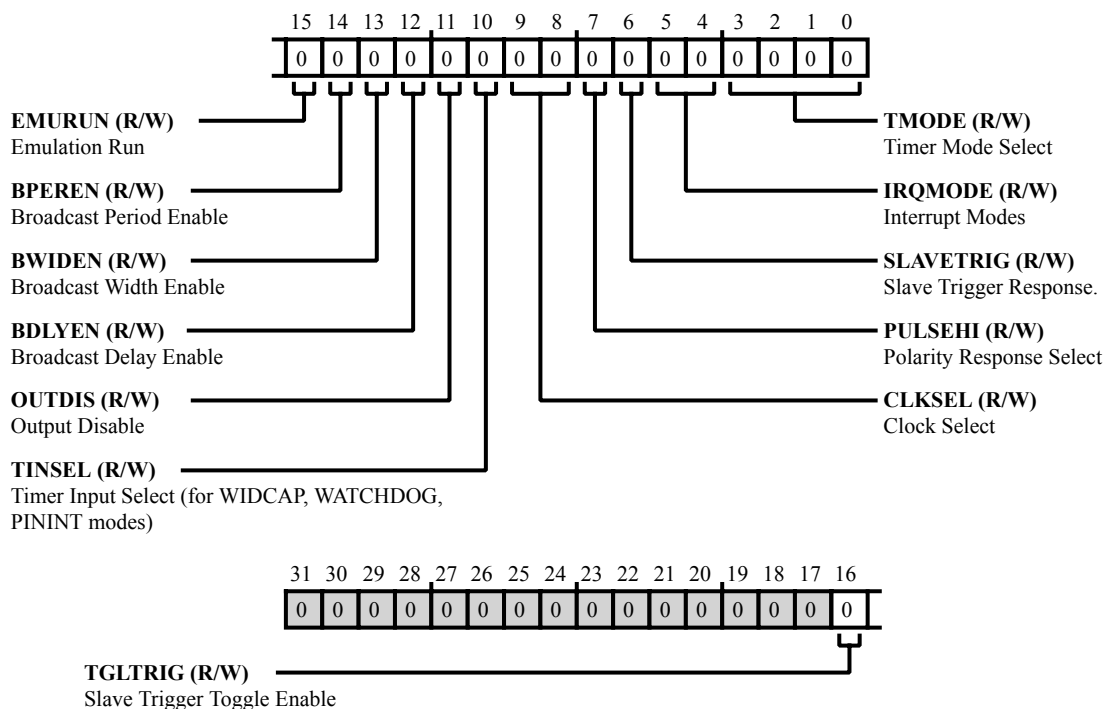 15 14 13 12 11 10 9 8 7 6 5 4 3 2 1 0
0 0 0 0 0 0 0 0 0 0 0 0 0 0 0 0
EMURUN (R/W)
Emulation Run
BPEREN (R/W)
Broadcast Period Enable
BWIDEN (R/W)
Broadcast Width Enable
BDLYEN (R/W)
Broadcast Delay Enable
OUTDIS (R/W)
Output Disable
TINSEL (R/W)
Timer Input Select (for WIDCAP, WATCHDOG,
PININT modes)
TMODE (R/W)
Timer Mode Select
IRQMODE (R/W)
Interrupt Modes
SLAVETRIG (R/W)
Slave Trigger Response.
PULSEHI (R/W)
Polarity Response Select
CLKSEL (R/W)
Clock Select
31 30 29 28 27 26 25 24 23 22 21 20 19 18 17 16
0 0 0 0 0 0 0 0 0 0 0 0 0 0 0 0
TGLTRIG (R/W)
Slave Trigger Toggle Enable